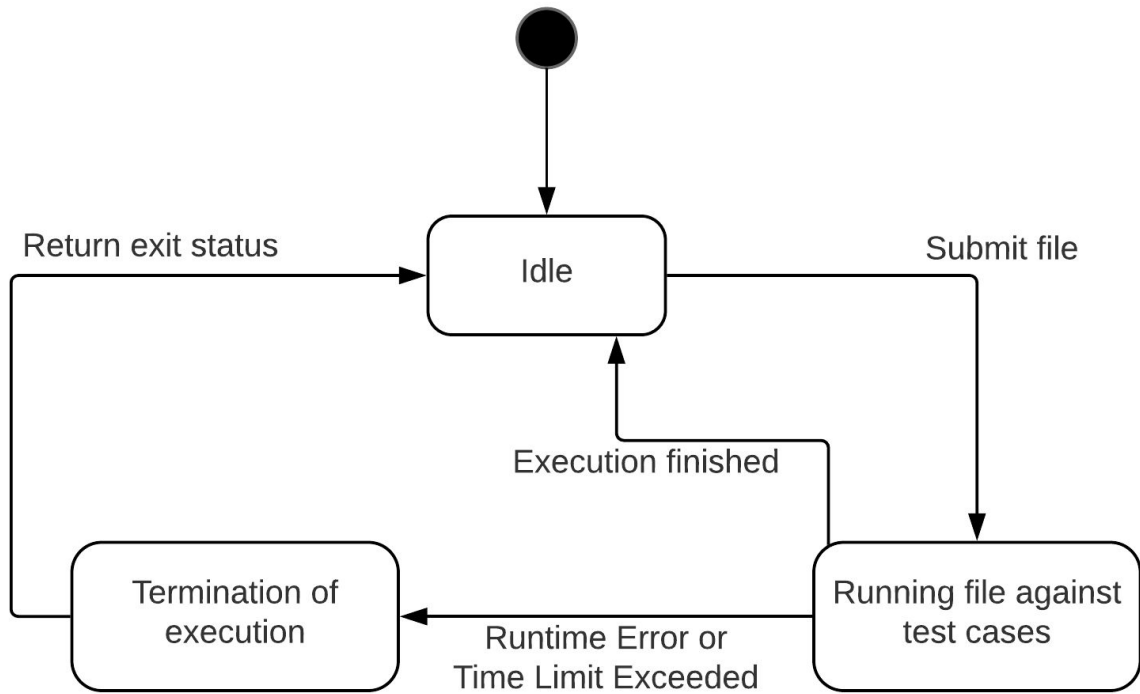 Return exit status
Idle
Submit file
Execution finished
Termination of
execution
Runtime Error or
Time Limit Exceeded
Running file against
test cases